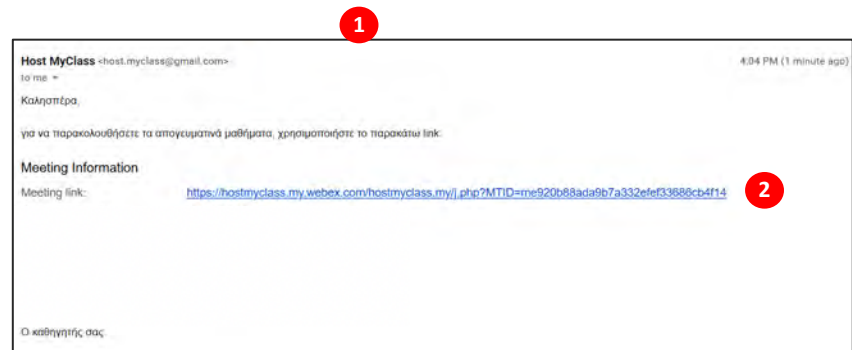 1
Host MyClass <host.myclass@gmail.com> 4:04 PM (1 minute ago)
to me
Καλησπέρα,
για να παρακολουθήσετε τα απογευματινά μαθήματα, χρησιμοποιήστε το παρακάτω link:
Meeting Information
Meeting link: https://hostmyclass.my.webex.com/hostmyclass.my/j.php?MTID=me920b88ada9b7a332efef33686cb4f14 2
Ο καθηγητής σας